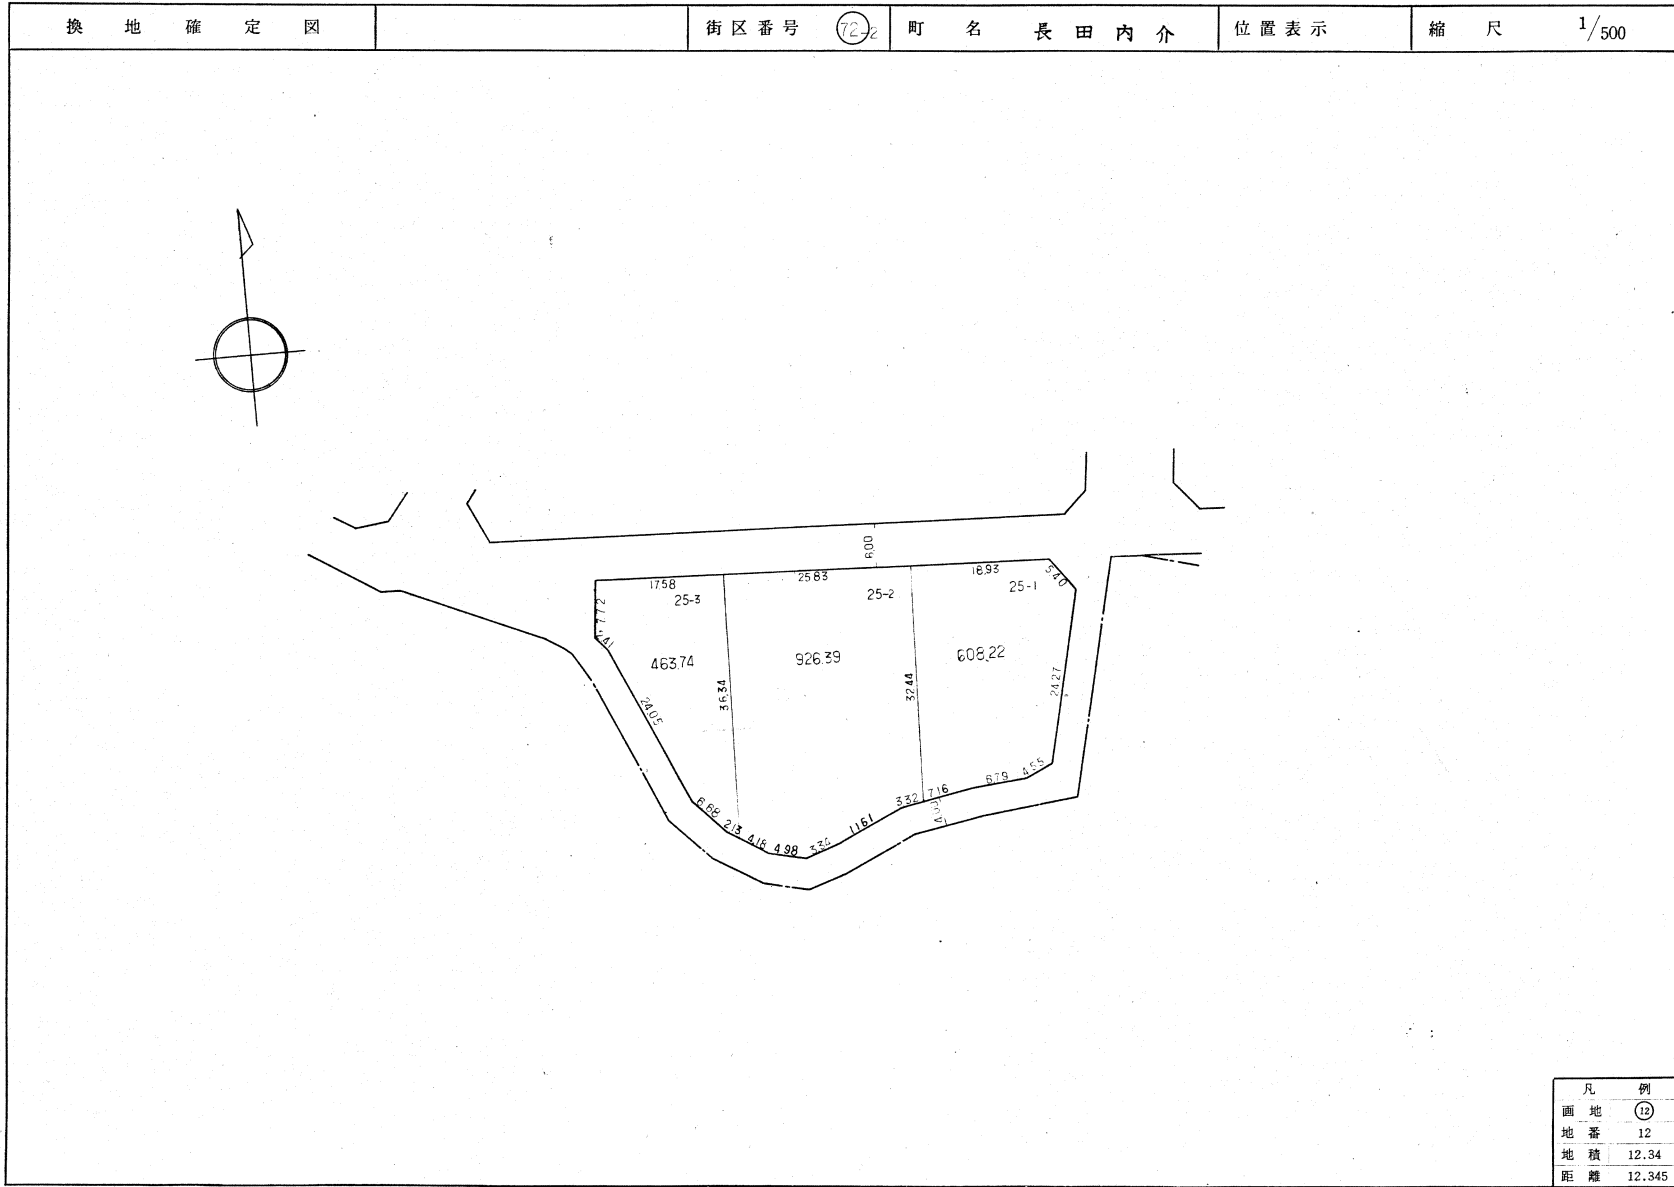 換地確定図 街区番号 72-2 町名 長田内介 位置表示 縮尺 1/500
6.00
17.58 25.83 18.93 5.40
25-3 25-2 25-1
7.72
2.41
463.74 926.39 608.22
24.05 36.34 32.44 24.27
6.68 2.13 4.18 4.98 11.61 3.32 7.16 6.79 4.55
凡例
画地 12
地番 12
地積 12.34
距離 12.345